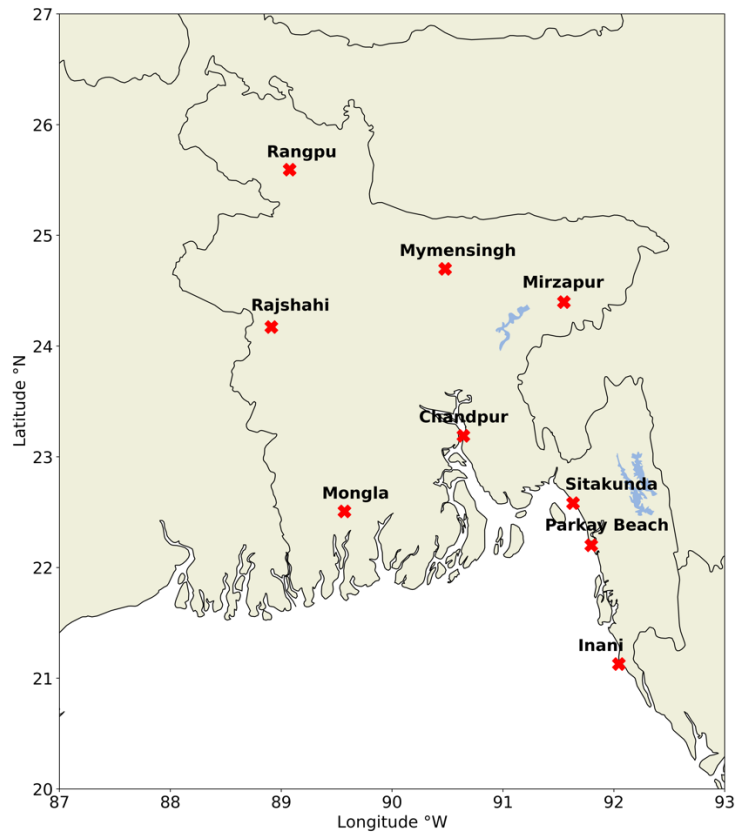 27
26
Rangpu
25
Mymensingh
Mirzapur
Rajshahi
24
Chandpur
23
Sitakunda
Mongla
Parkay Beach
22
Inani
21
20
Latitude °N
87 88 89 90 91 92 93
Longitude °W